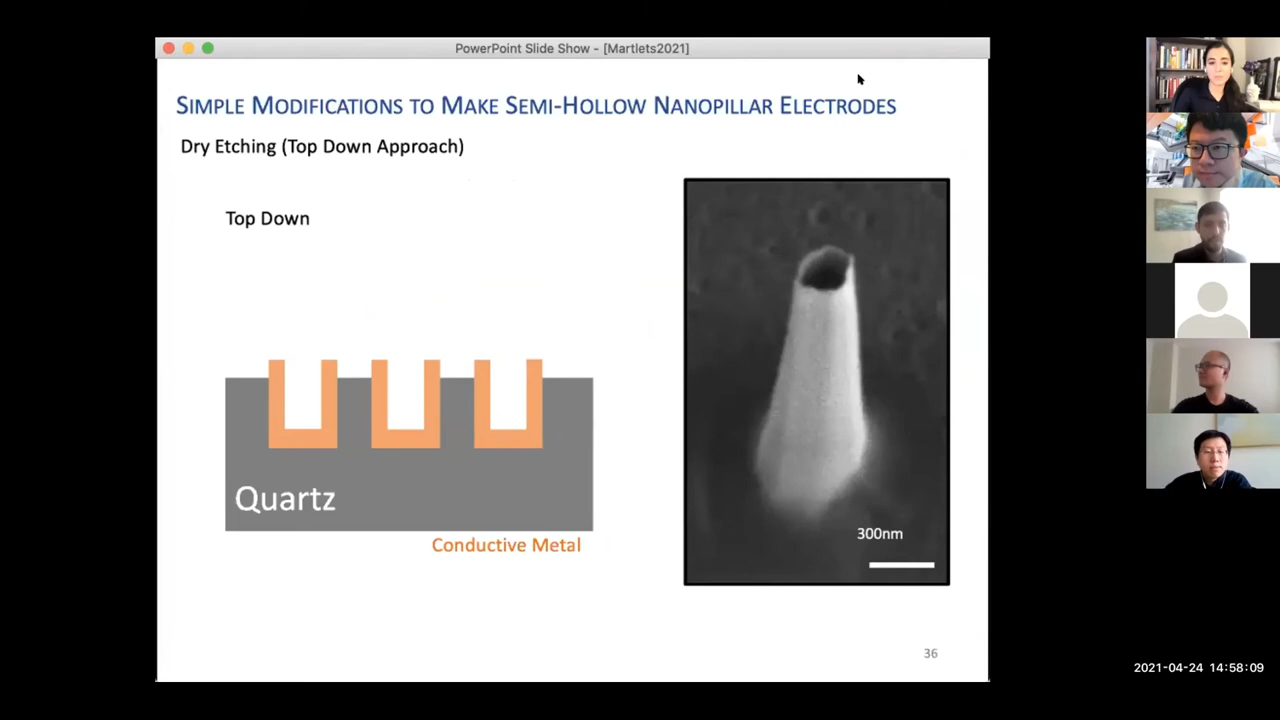 PowerPoint Slide Show - [Martlets2021]
SIMPLE MODIFICATIONS TO MAKE SEMI-HOLLOW NANOPILLAR ELECTRODES
Dry Etching (Top Down Approach)
Top Down
Quartz
Conductive Metal
300nm
36
2021-04-24 14:58:09